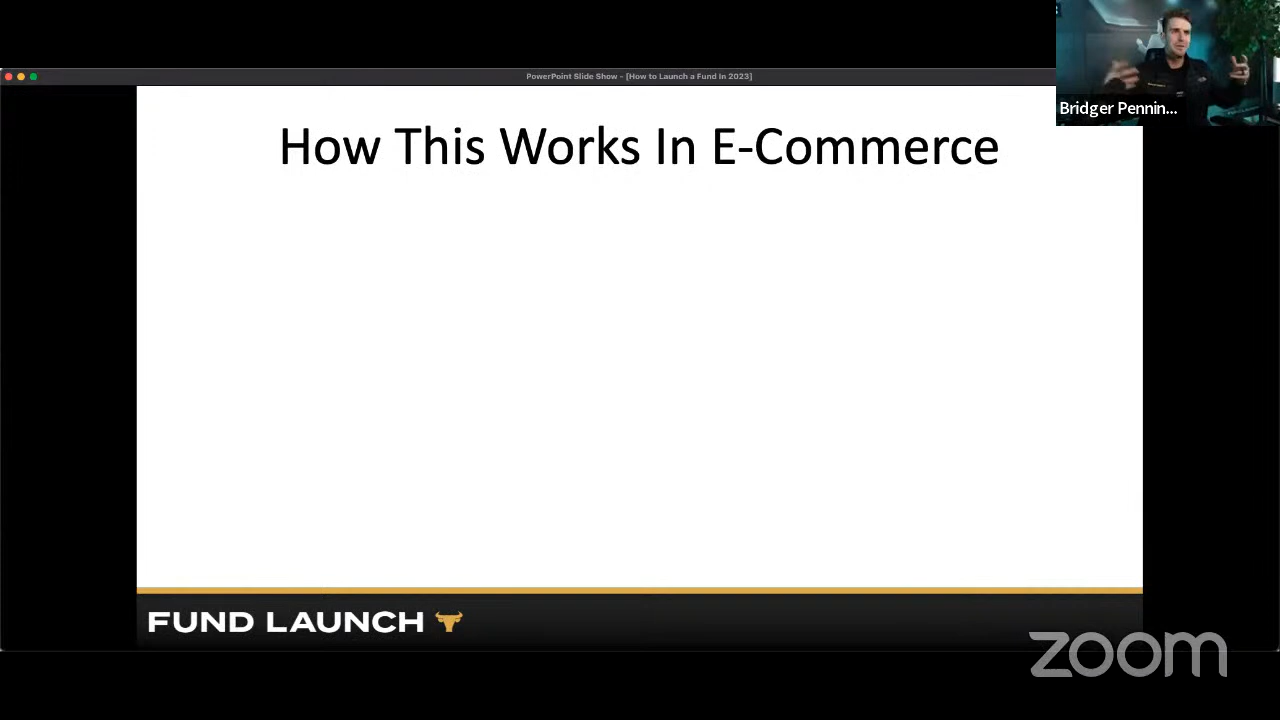 PowerPoint Slide Show - [How to Launch a Fund In 2023]
Bridger Pennin...
How This Works In E-Commerce
FUND LAUNCH
zoom